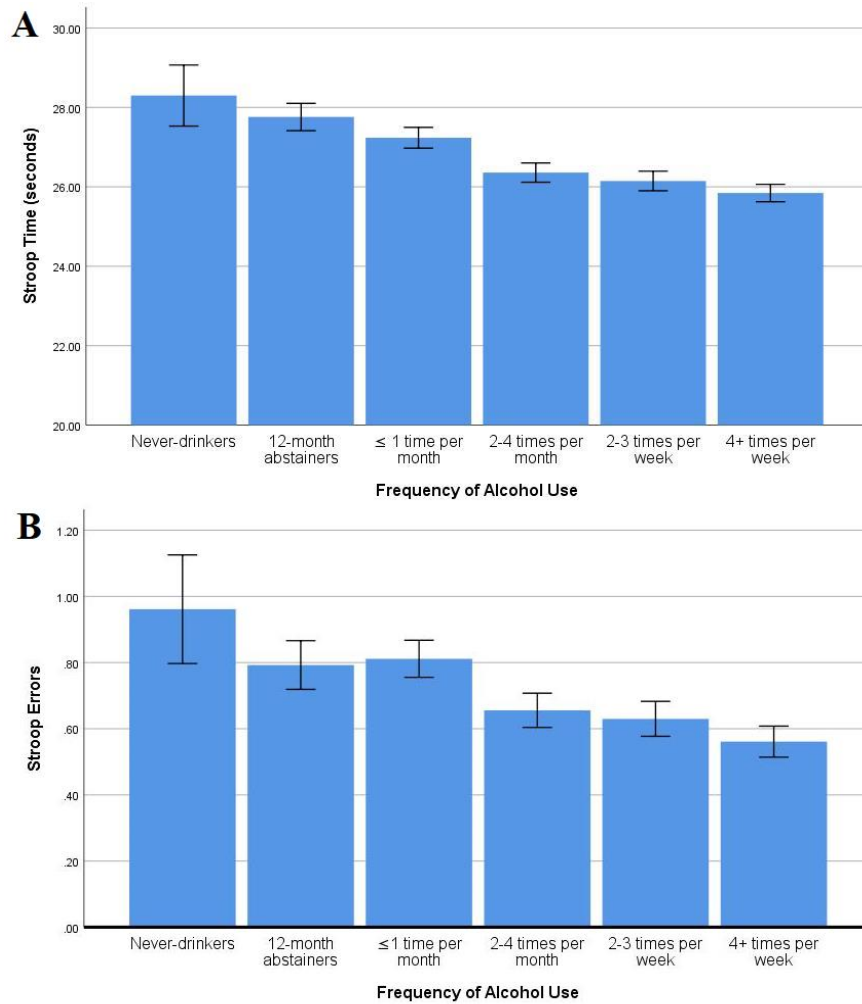 A
30.00
28.00
26.00
24.00
22.00
20.00
Stroop Time (seconds)
Never-drinkers
12-month
abstainers
≤ 1 time per
month
2-4 times per
month
2-3 times per
week
4+ times per
week
Frequency of Alcohol Use
B
1.20
1.00
.80
.60
.40
.20
.00
Stroop Errors
Never-drinkers
12-month
abstainers
≤1 time per
month
2-4 times per
month
2-3 times per
week
4+ times per
week
Frequency of Alcohol Use